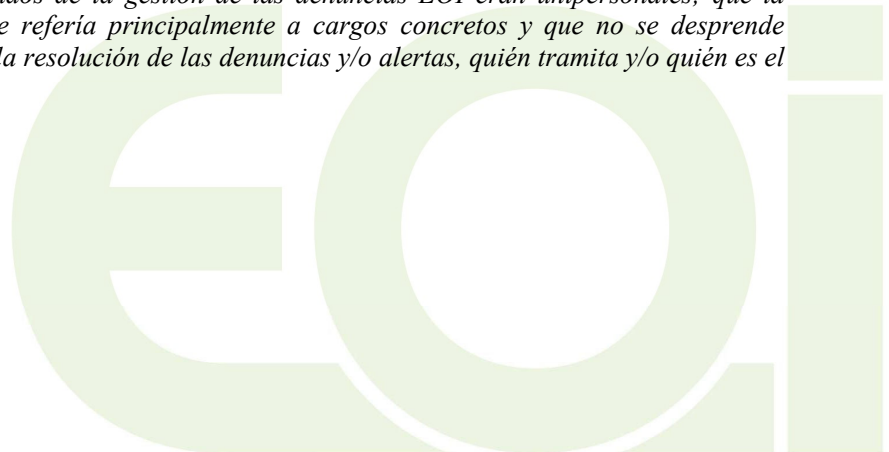 de la gestión de las denuncias EOI eran unipersonales, que la
refería principalmente a cargos concretos y que no se desprende
la resolución de las denuncias y/o alertas, quién tramita y/o quién es el
EOI